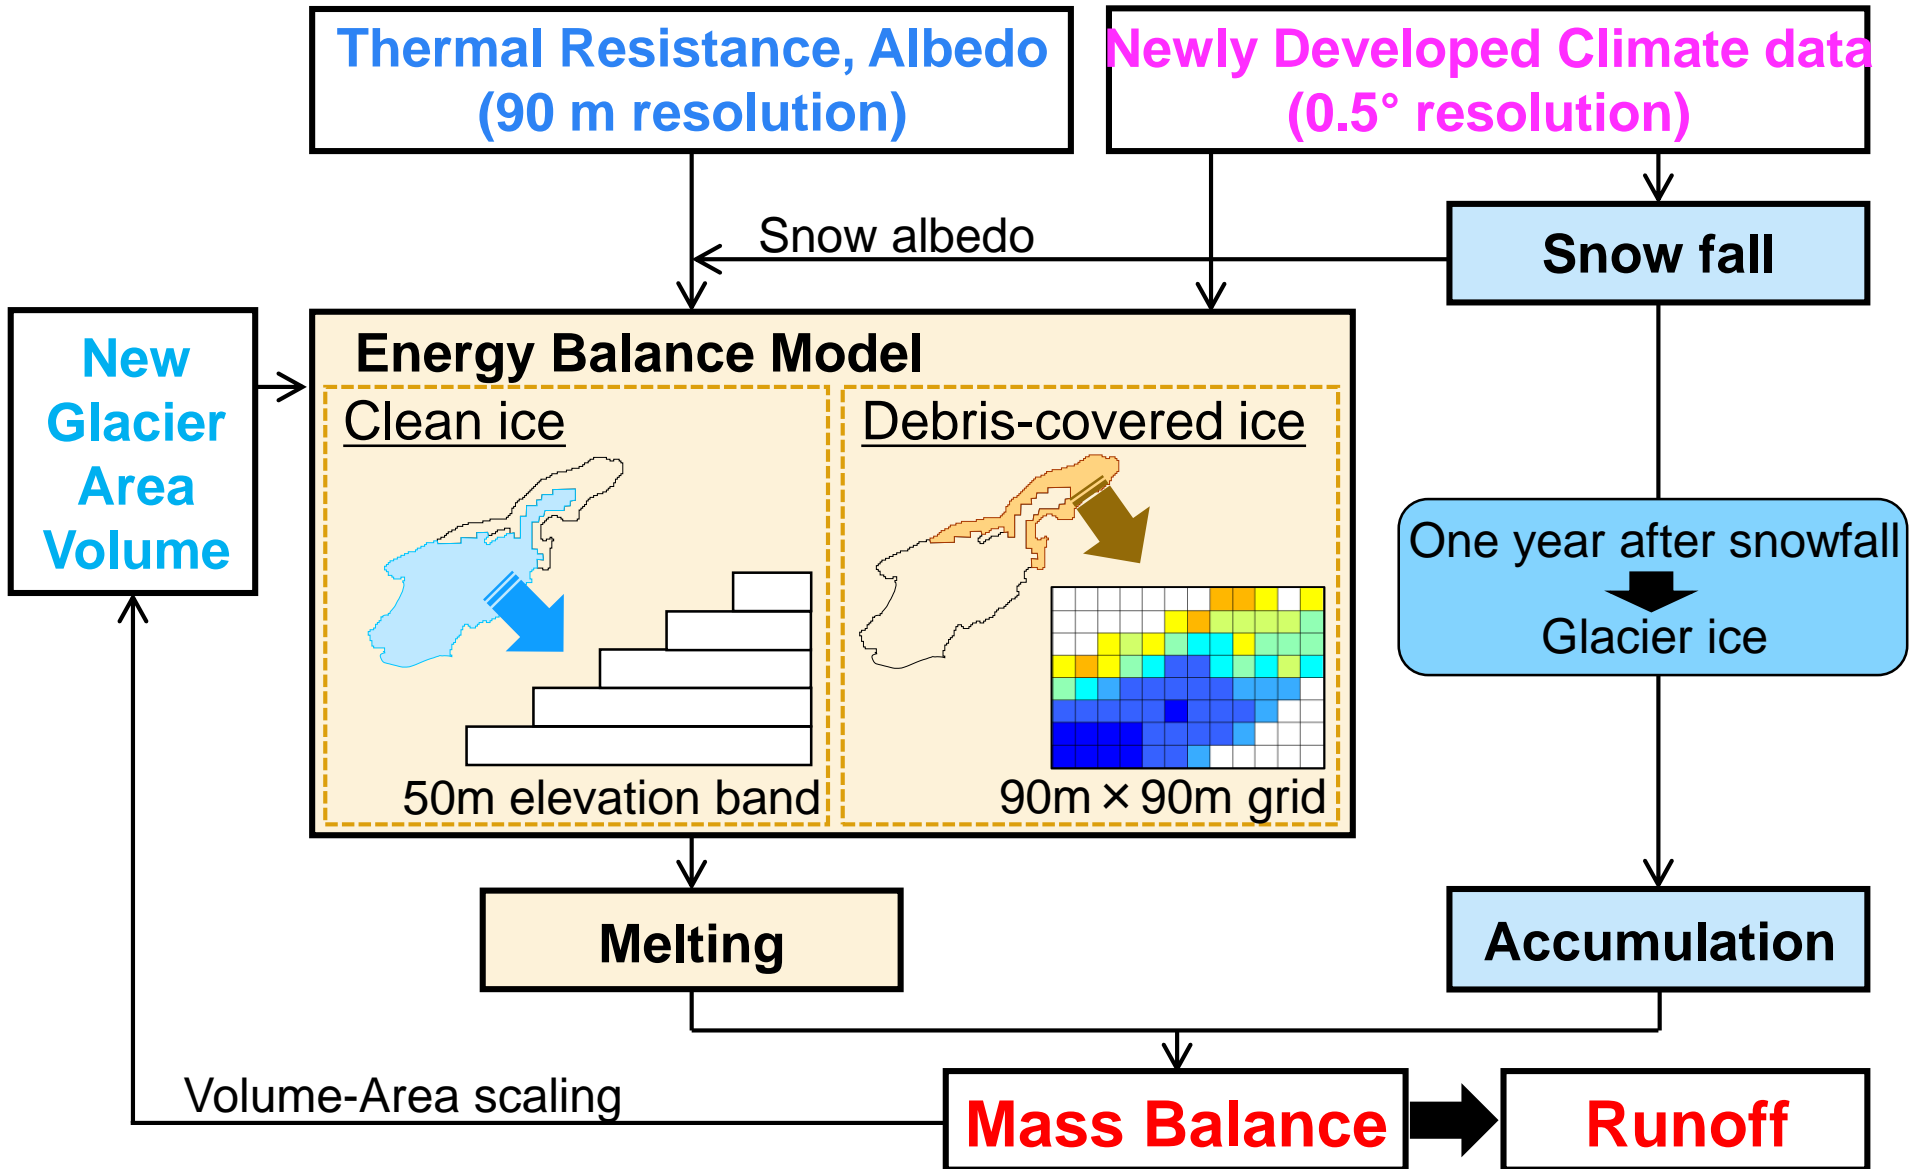 Thermal Resistance, Albedo
(90 m resolution)
Newly Developed Climate data
(0.5° resolution)
Snow albedo
Snow fall
New
Glacier
Area
Volume
Energy Balance Model
Clean ice
Debris-covered ice
50m elevation band
90m × 90m grid
One year after snowfall
Glacier ice
Melting
Accumulation
Volume-Area scaling
Mass Balance
Runoff